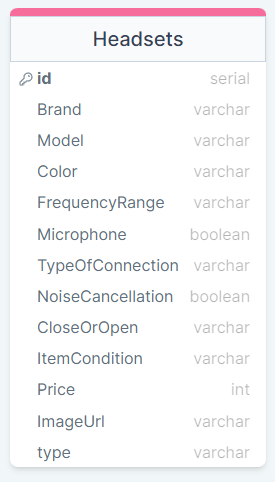 Headsets
id serial
Brand varchar
Model varchar
Color varchar
FrequencyRange varchar
Microphone boolean
TypeOfConnection varchar
NoiseCancellation boolean
CloseOrOpen varchar
ItemCondition varchar
Price int
ImageUrl varchar
type varchar